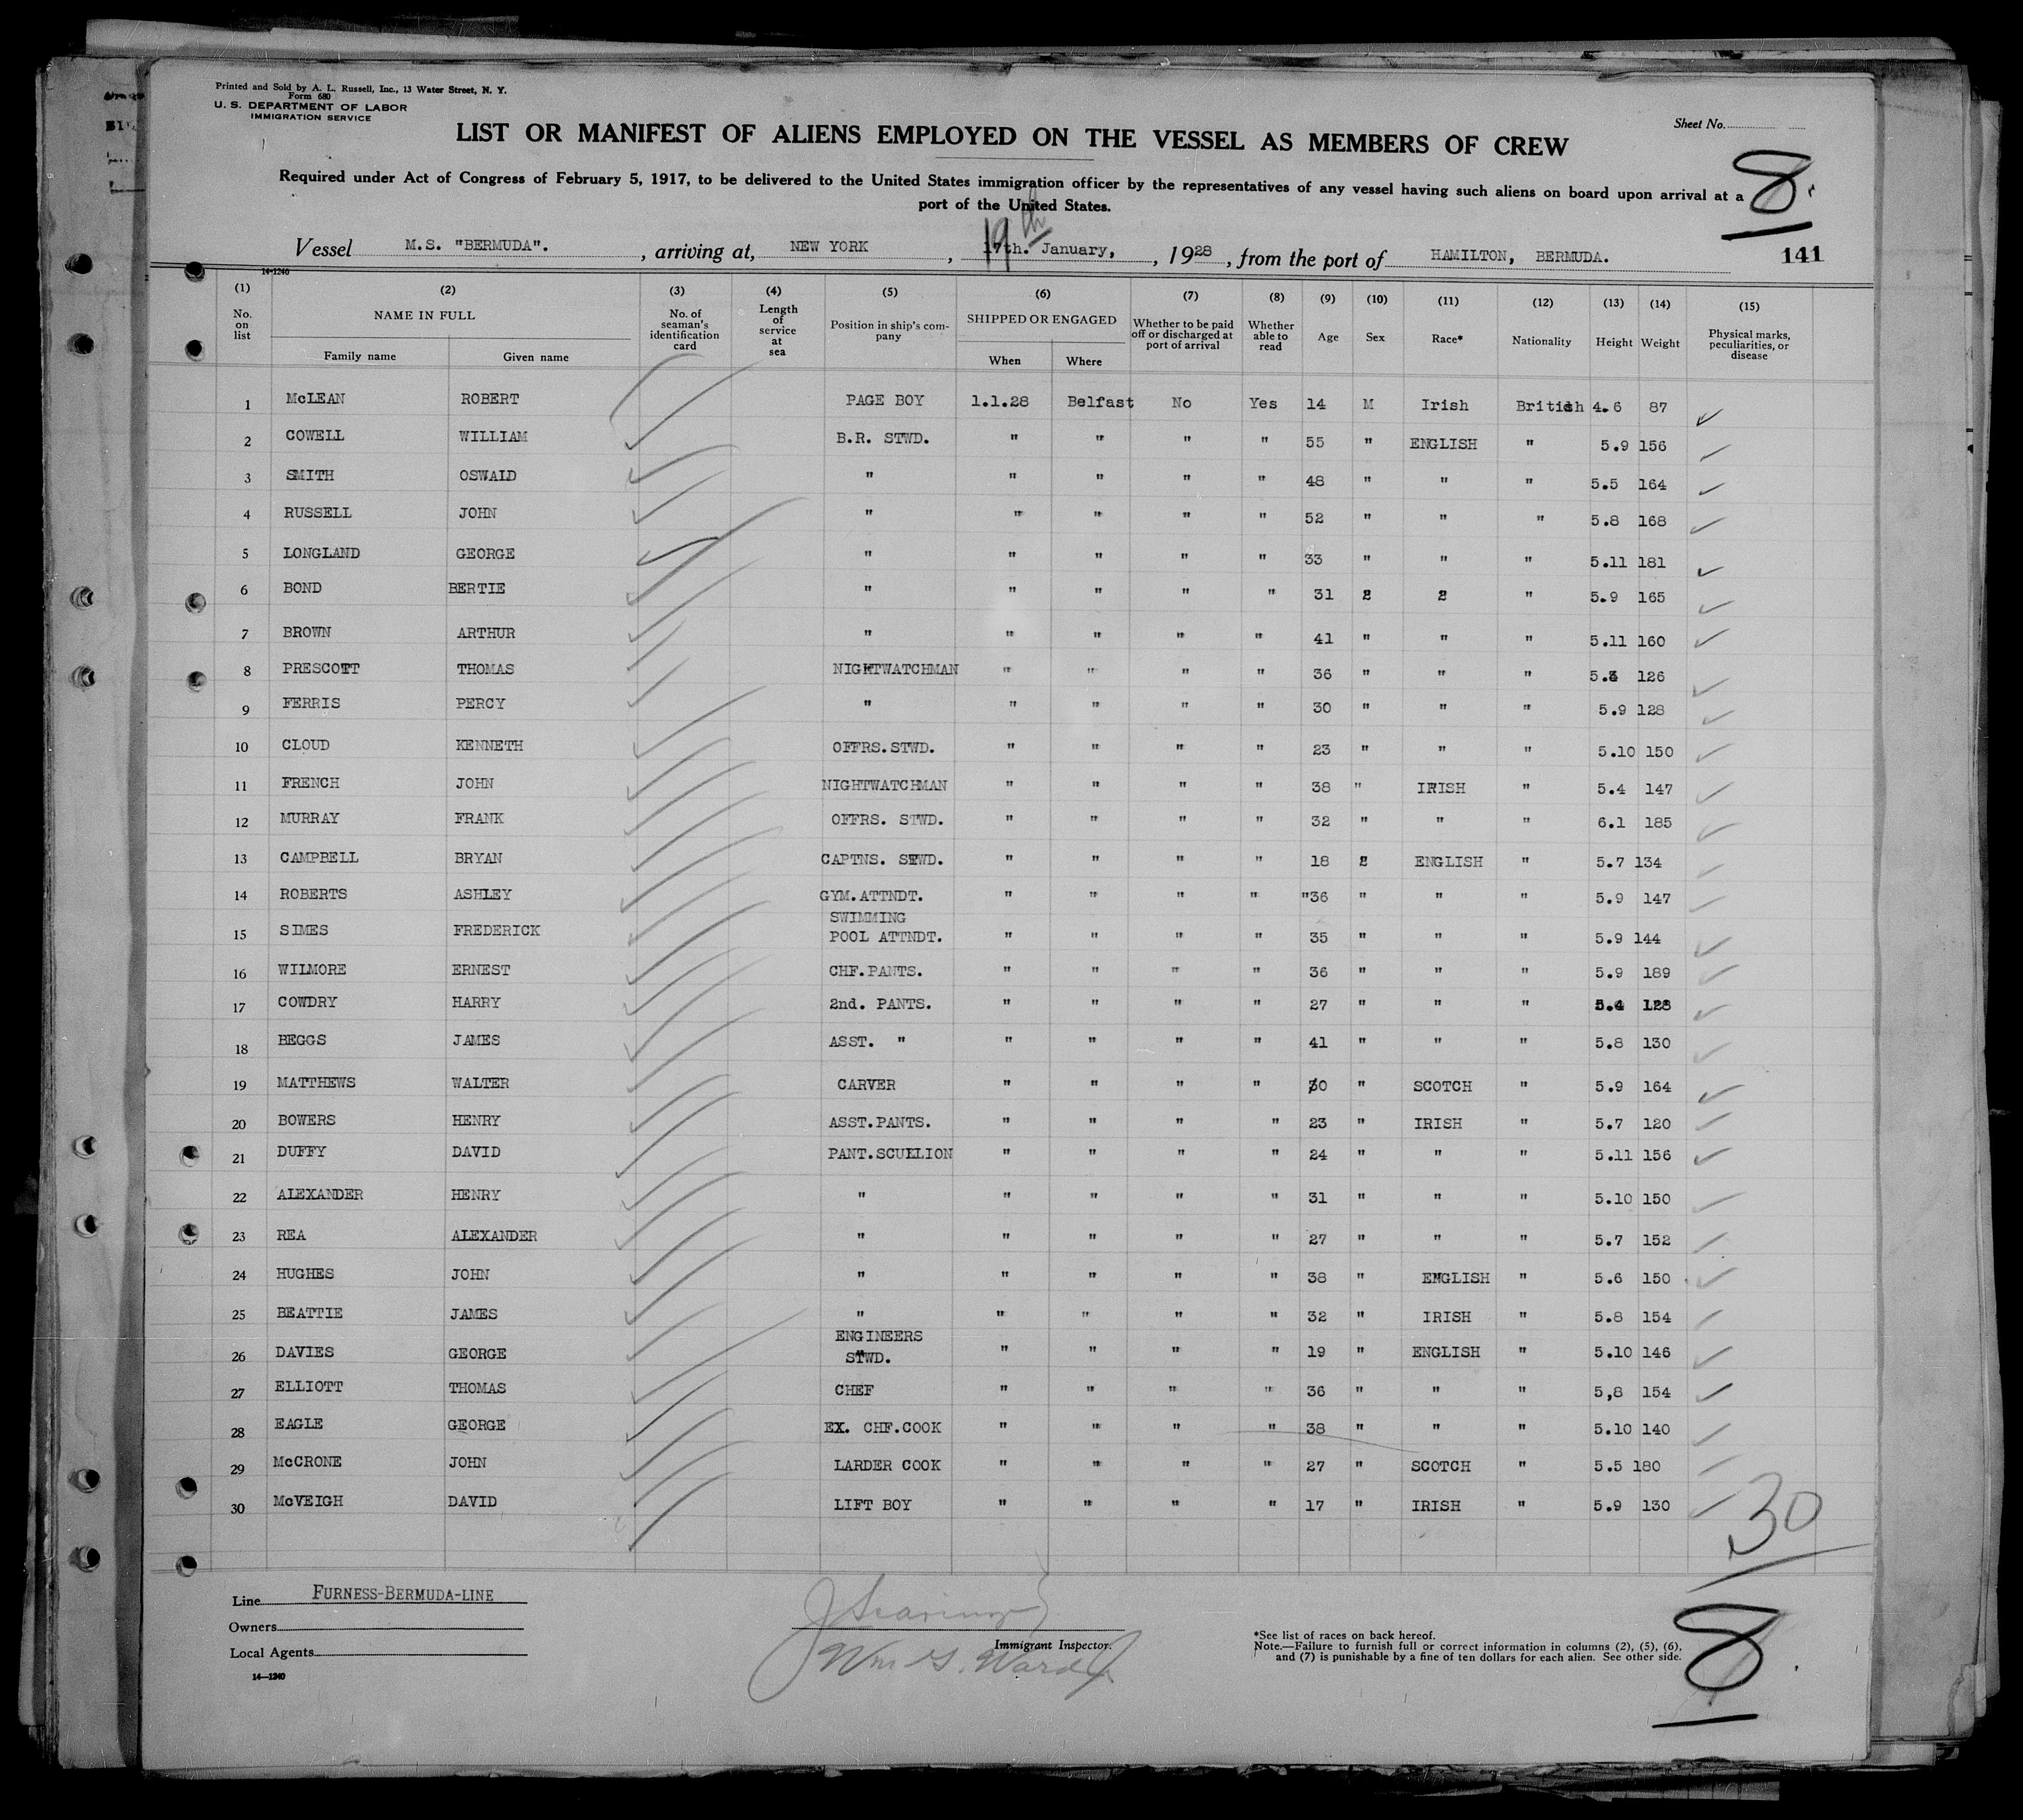 Printed and Sold by A. L. Russell, Inc., 13 Water Street, N. Y.
Form 680
U. S. DEPARTMENT OF LABOR
IMMIGRATION SERVICE
Sheet No.
LIST OR MANIFEST OF ALIENS EMPLOYED ON THE VESSEL AS MEMBERS OF CREW
8
Required under Act of Congress of February 5, 1917, to be delivered to the United States immigration officer by the representatives of any vessel having such aliens on board upon arrival at a
port of the United States.
19th
Vessel M.S. "BERMUDA". , arriving at, NEW YORK , 17th. January, , 1928 , from the port of HAMILTON, BERMUDA. 141
14-1240
(1) (2) (3) (4) (5) (6) (7) (8) (9) (10) (11) (12) (13) (14) (15)
No. on list NAME IN FULL Family name Given name No. of seaman's identification card Length of service at sea Position in ship's company SHIPPED OR ENGAGED When Where Whether to be paid off or discharged at port of arrival Whether able to read Age Sex Race* Nationality Height Weight Physical marks, peculiarities, or disease
1 McLEAN ROBERT PAGE BOY 1.1.28 Belfast No Yes 14 M Irish British 4.6 87
2 COWELL WILLIAM B.R. STWD. " " " " 55 " ENGLISH " 5.9 156
3 SMITH OSWALD " " " " " 48 " " " 5.5 164
4 RUSSELL JOHN " " " " " 52 " " " 5.8 168
5 LONGLAND GEORGE " " " " " 33 " " " 5.11 181
6 BOND BERTIE " " " " " 31 2 2 " 5.9 165
7 BROWN ARTHUR " " " " " 41 " " " 5.11 160
8 PRESCOTT THOMAS NIGHTWATCHMAN " " " " 36 " " " 5. 126
9 FERRIS PERCY " " " " " 30 " " " 5.9 128
10 CLOUD KENNETH OFFRS.STWD. " " " " 23 " " " 5.10 150
11 FRENCH JOHN NIGHTWATCHMAN " " " " 38 " IRISH " 5.4 147
12 MURRAY FRANK OFFRS. STWD. " " " " 32 " " " 6.1 185
13 CAMPBELL BRYAN CAPTNS. STWD. " " " " 18 2 ENGLISH " 5.7 134
14 ROBERTS ASHLEY GYM.ATTNDT. " " " " "36 " " " 5.9 147
15 SIMES FREDERICK SWIMMING POOL ATTNDT. " " " " 35 " " " 5.9 144
16 WILMORE ERNEST CHF.PANTS. " " " " 36 " " " 5.9 189
17 COWDRY HARRY 2nd. PANTS. " " " " 27 " " " 5.4 128
18 BEGGS JAMES ASST. " " " " " 41 " " " 5.8 130
19 MATTHEWS WALTER CARVER " " " " 30 " SCOTCH " 5.9 164
20 BOWERS HENRY ASST.PANTS. " " " " 23 " IRISH " 5.7 120
21 DUFFY DAVID PANT.SCULLION " " " " 24 " " " 5.11 156
22 ALEXANDER HENRY " " " " " 31 " " " 5.10 150
23 REA ALEXANDER " " " " " 27 " " " 5.7 152
24 HUGHES JOHN " " " " " 38 " ENGLISH " 5.6 150
25 BEATTIE JAMES " " " " " 32 " IRISH " 5.8 154
26 DAVIES GEORGE ENGINEERS STWD. " " " " 19 " ENGLISH " 5.10 146
27 ELLIOTT THOMAS CHEF " " " " 36 " " " 5,8 154
28 EAGLE GEORGE EX. CHF.COOK " " " " 38 " " " 5.10 140
29 McCRONE JOHN LARDER COOK " " " " 27 " SCOTCH " 5.5 180
30 McVEIGH DAVID LIFT BOY " " " " 17 " IRISH " 5.9 130
30
Line FURNESS-BERMUDA-LINE
Owners
Local Agents
14—1240
Immigrant Inspector.
Wm G. Ward
*See list of races on back hereof.
Note.—Failure to furnish full or correct information in columns (2), (5), (6),
and (7) is punishable by a fine of ten dollars for each alien. See other side.
8